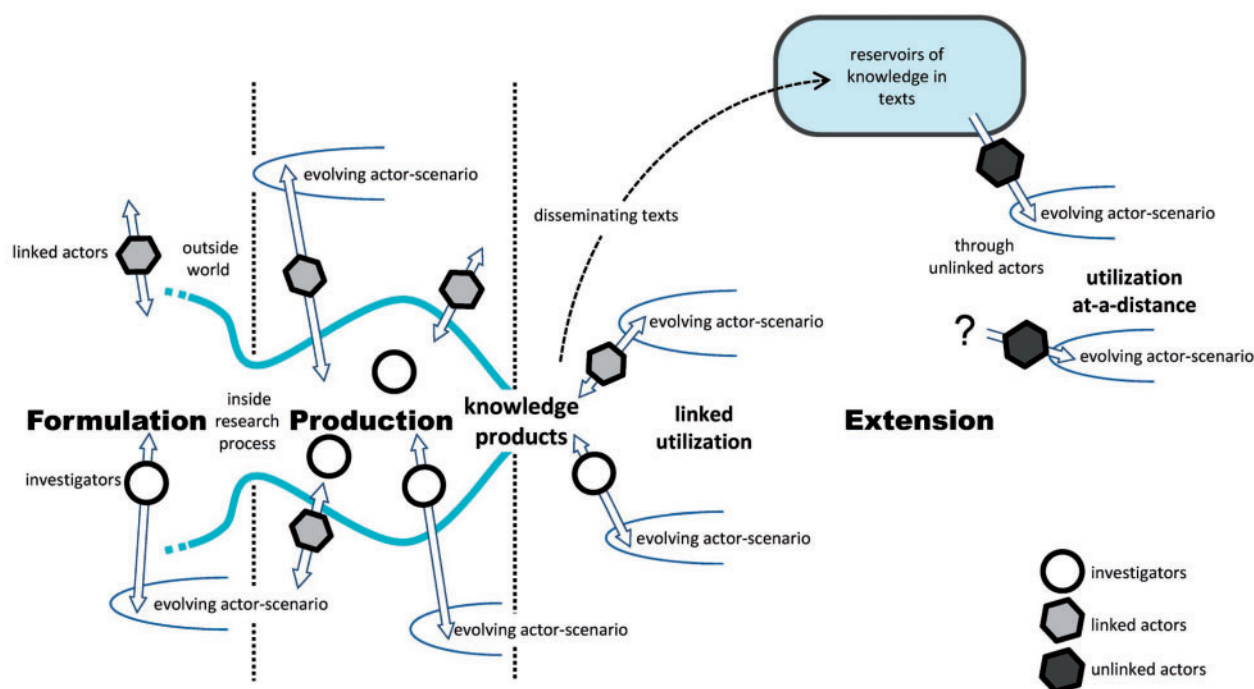 reservoirs of
knowledge in
texts
evolving actor-scenario
disseminating texts
evolving actor-scenario
linked actors
outside
world
through
unlinked actors
utilization
at-a-distance
evolving actor-scenario
?
evolving actor-scenario
Formulation
inside
research
process
Production
knowledge
products
linked
utilization
Extension
investigators
evolving actor-scenario
evolving actor-scenario
evolving actor-scenario
investigators
linked actors
unlinked actors